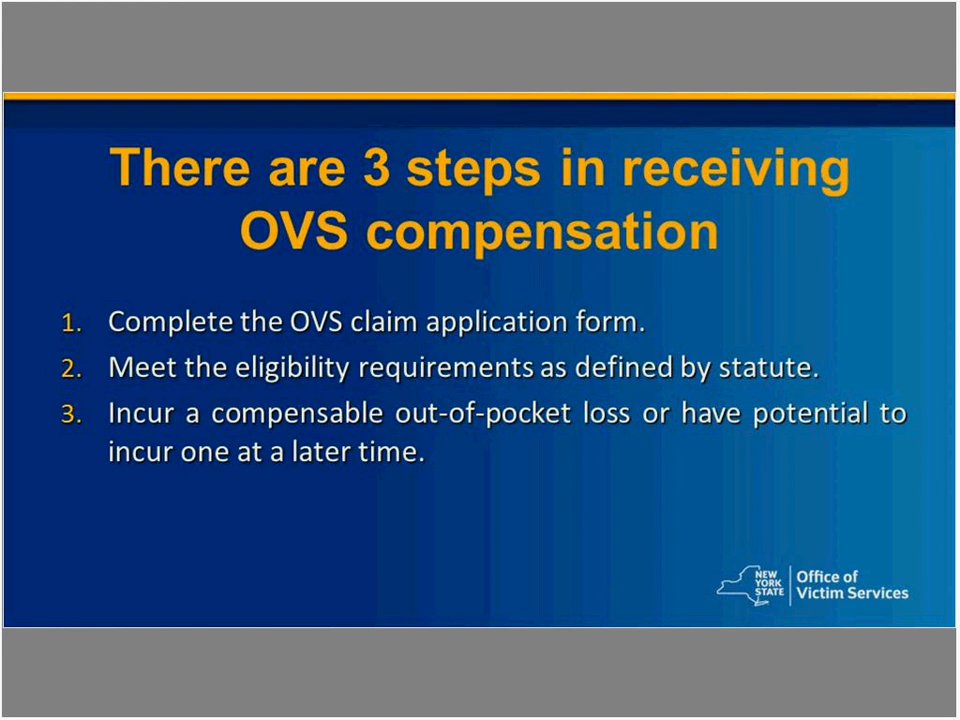 There are 3 steps in receiving
OVS compensation
1. Complete the OVS claim application form.
2. Meet the eligibility requirements as defined by statute.
3. Incur a compensable out-of-pocket loss or have potential to
incur one at a later time.
NEW
YORK
STATE
Office of
Victim Services